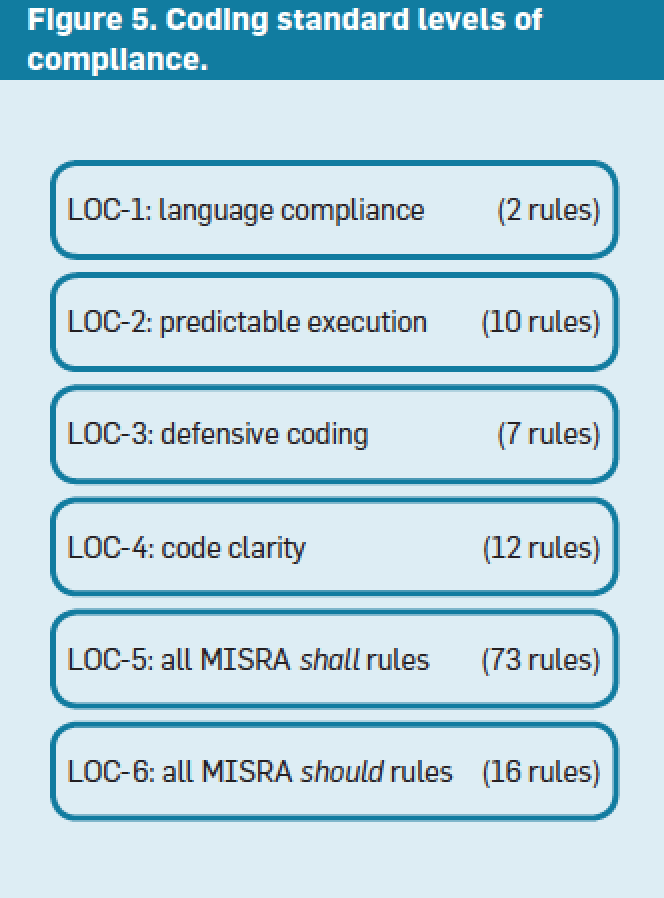 Figure 5. Coding standard levels of
compliance.
LOC-1: language compliance (2 rules)
LOC-2: predictable execution (10 rules)
LOC-3: defensive coding (7 rules)
LOC-4: code clarity (12 rules)
LOC-5: all MISRA shall rules (73 rules)
LOC-6: all MISRA should rules (16 rules)